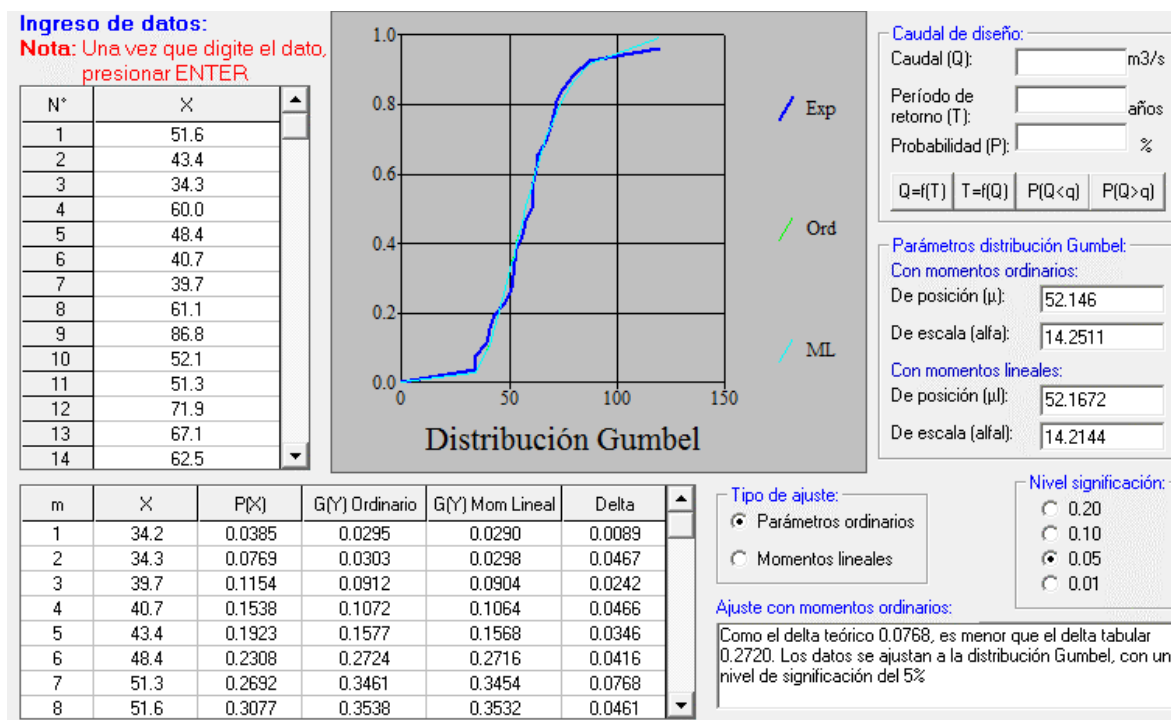 Ingreso de datos:
Nota: Una vez que digite el dato,
presionar ENTER
N° X
1 51.6
2 43.4
3 34.3
4 60.0
5 48.4
6 40.7
7 39.7
8 61.1
9 86.8
10 52.1
11 51.3
12 71.9
13 67.1
14 62.5
1.0
0.8
0.6
0.4
0.2
0.0
0 50 100 150
Exp
Ord
ML
Distribución Gumbel
Caudal de diseño:
Caudal (Q): m3/s
Período de
retorno (T): años
Probabilidad (P): %
Q=f(T) T=f(Q) P(Q<q) P(Q>q)
Parámetros distribución Gumbel:
Con momentos ordinarios:
De posición (µ): 52.146
De escala (alfa): 14.2511
Con momentos lineales:
De posición (µl): 52.1672
De escala (alfal): 14.2144
m X P(X) G(Y) Ordinario G(Y) Mom Lineal Delta
1 34.2 0.0385 0.0295 0.0290 0.0089
2 34.3 0.0769 0.0303 0.0298 0.0467
3 39.7 0.1154 0.0912 0.0904 0.0242
4 40.7 0.1538 0.1072 0.1064 0.0466
5 43.4 0.1923 0.1577 0.1568 0.0346
6 48.4 0.2308 0.2724 0.2716 0.0416
7 51.3 0.2692 0.3461 0.3454 0.0768
8 51.6 0.3077 0.3538 0.3532 0.0461
Tipo de ajuste:
Parámetros ordinarios
Momentos lineales
Nivel significación:
0.20
0.10
0.05
0.01
Ajuste con momentos ordinarios:
Como el delta teórico 0.0768, es menor que el delta tabular
0.2720. Los datos se ajustan a la distribución Gumbel, con un
nivel de significación del 5%